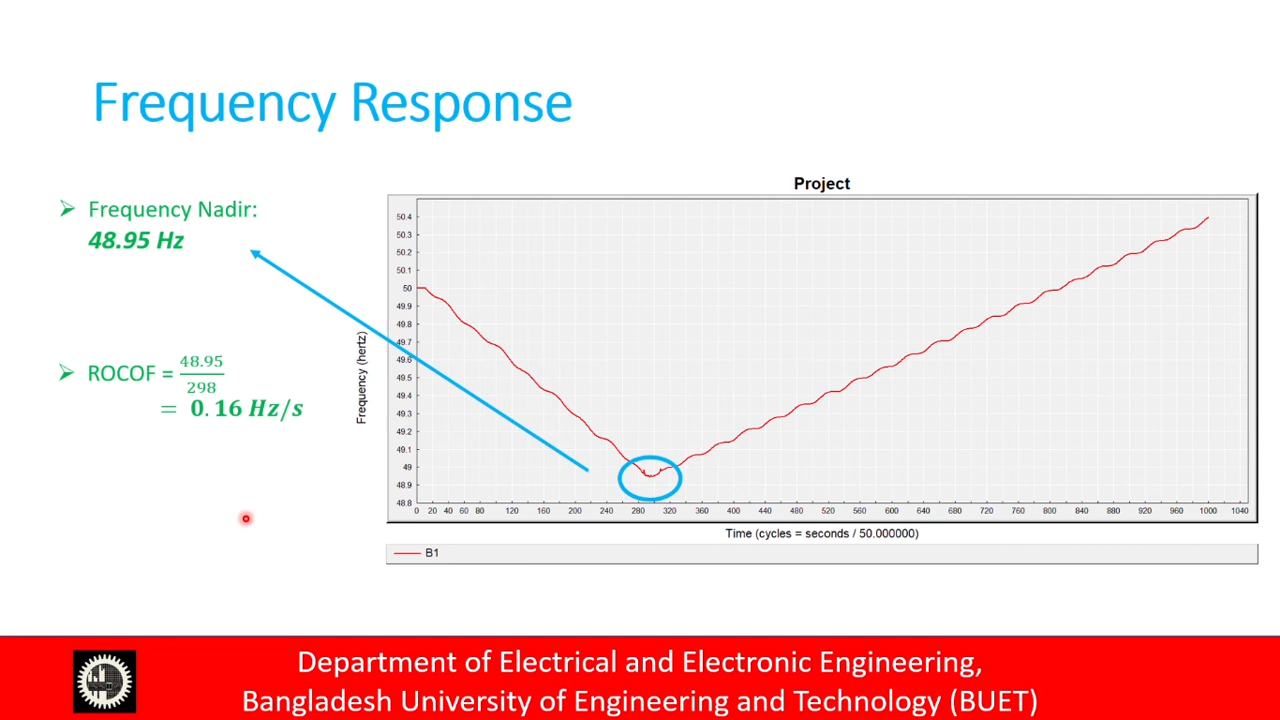 Frequency Response
➢ Frequency Nadir:
48.95 Hz
➢ ROCOF = 48.95/298
= 0.16 Hz/s
Project
Frequency (hertz)
50.4
50.3
50.2
50.1
50
49.9
49.8
49.7
49.6
49.5
49.4
49.3
49.2
49.1
49
48.9
48.8
0 20 40 60 80 120 160 200 240 280 320 360 400 440 480 520 560 600 640 680 720 760 800 840 880 920 960 1000 1040
Time (cycles = seconds / 50.000000)
B1
Department of Electrical and Electronic Engineering,
Bangladesh University of Engineering and Technology (BUET)